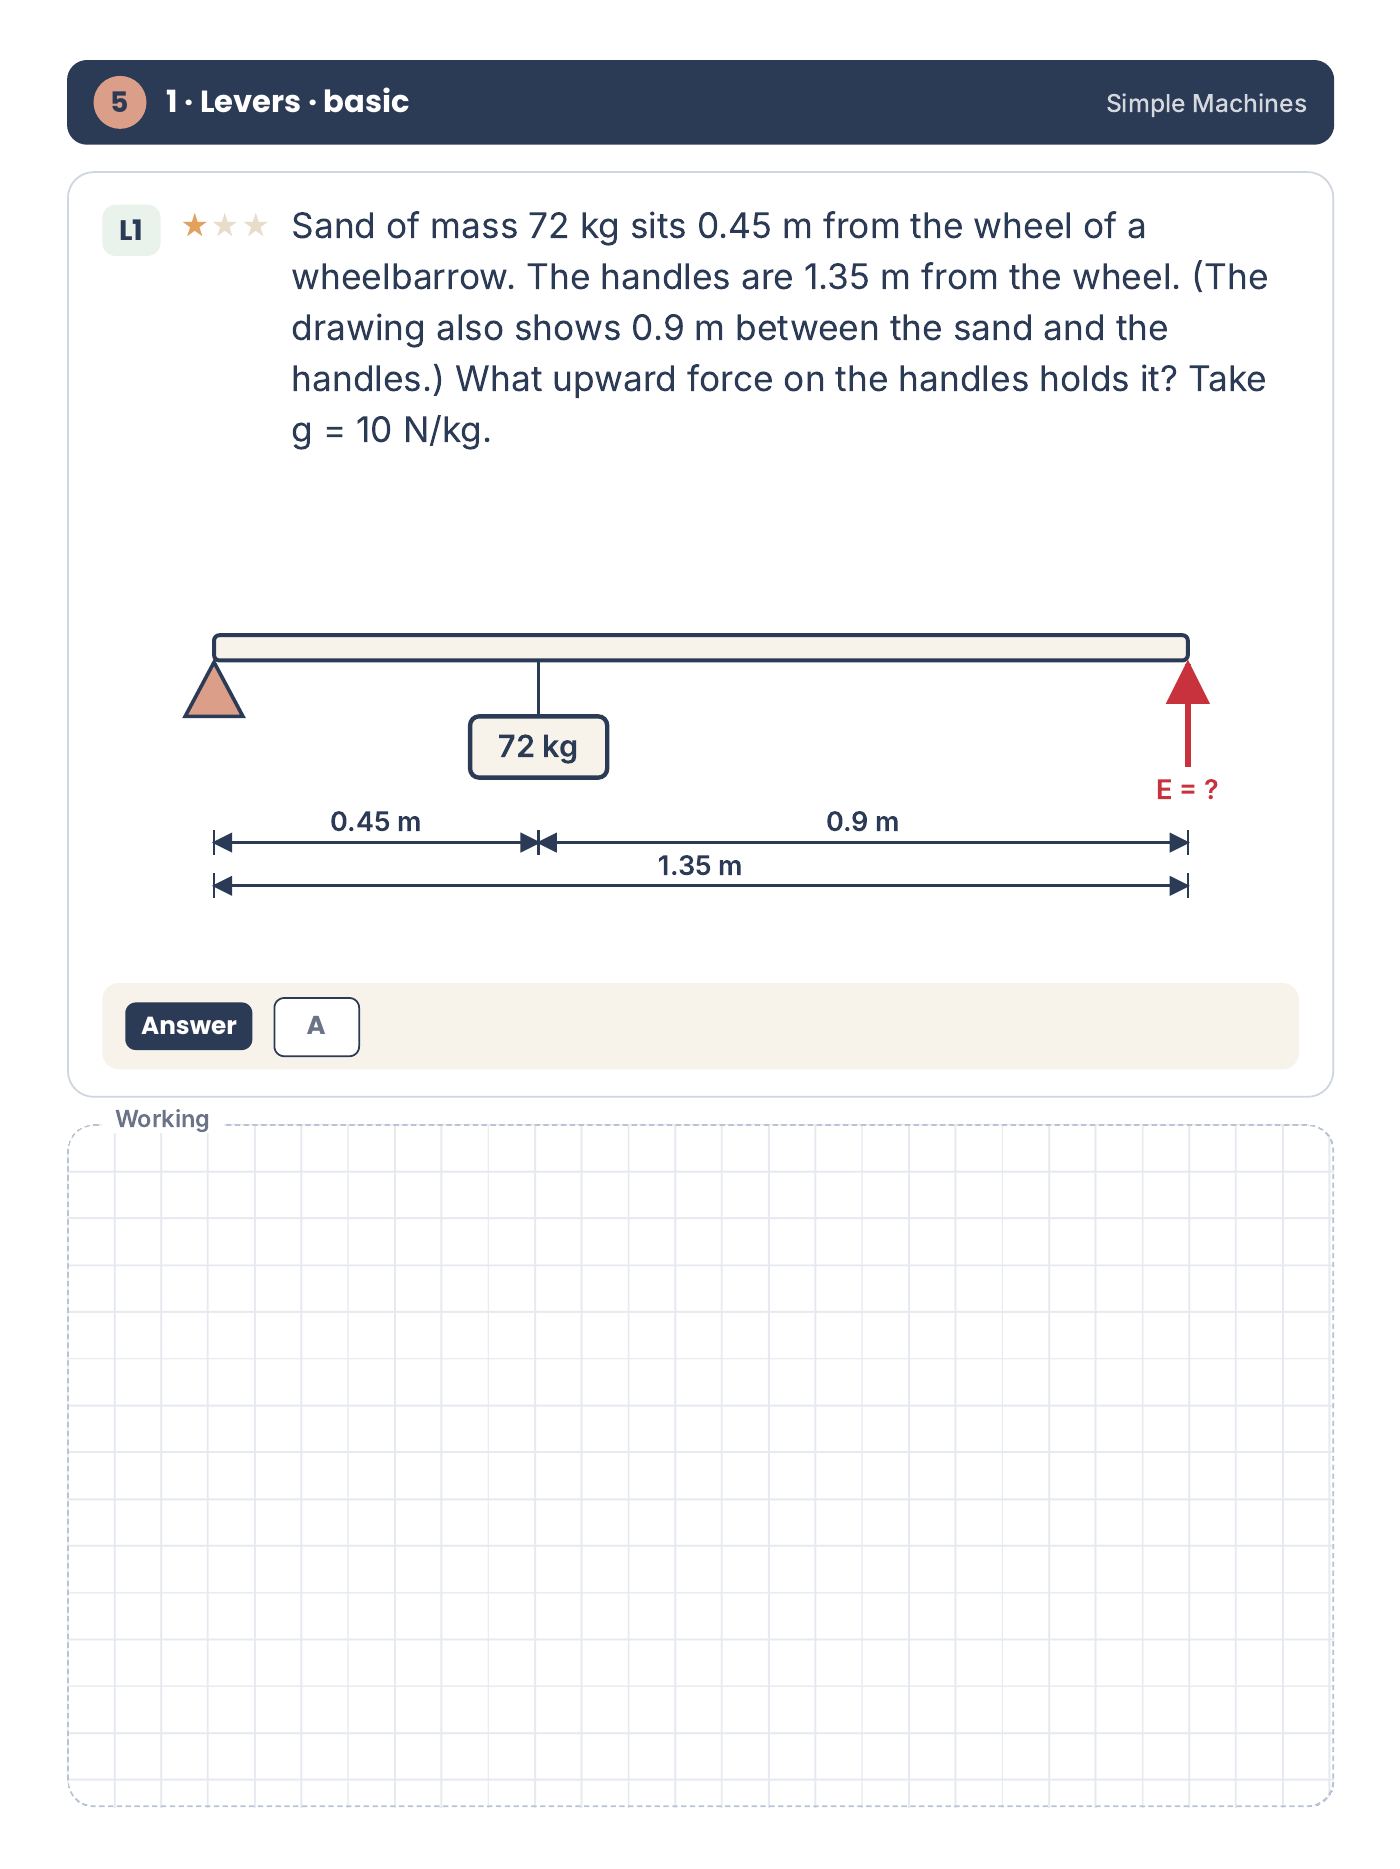 5 1 · Levers · basic Simple Machines
L1 ★★★ Sand of mass 72 kg sits 0.45 m from the wheel of a
wheelbarrow. The handles are 1.35 m from the wheel. (The
drawing also shows 0.9 m between the sand and the
handles.) What upward force on the handles holds it? Take
g = 10 N/kg.
72 kg
E = ?
0.45 m 0.9 m
1.35 m
Answer A
Working